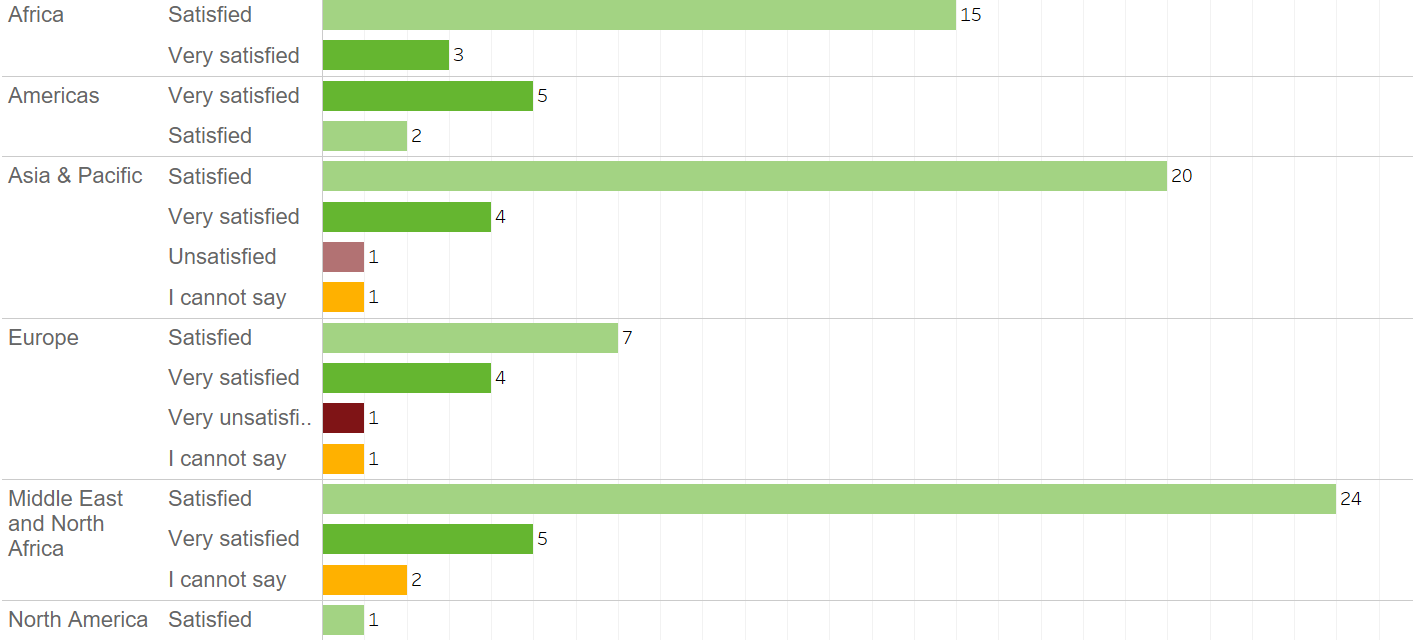 Africa Satisfied 15
Very satisfied 3
Americas Very satisfied 5
Satisfied 2
Asia & Pacific Satisfied 20
Very satisfied 4
Unsatisfied 1
I cannot say 1
Europe Satisfied 7
Very satisfied 4
Very unsatisfi.. 1
I cannot say 1
Middle East Satisfied 24
and North
Africa
Very satisfied 5
I cannot say 2
North America Satisfied 1